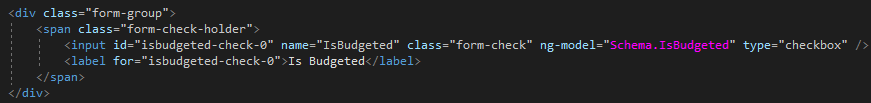 <div class="form-group">
<span class="form-check-holder">
<input id="isbudgeted-check-0" name="IsBudgeted" class="form-check" ng-model="Schema.IsBudgeted" type="checkbox" />
<label for="isbudgeted-check-0">Is Budgeted</label>
</span>
</div>